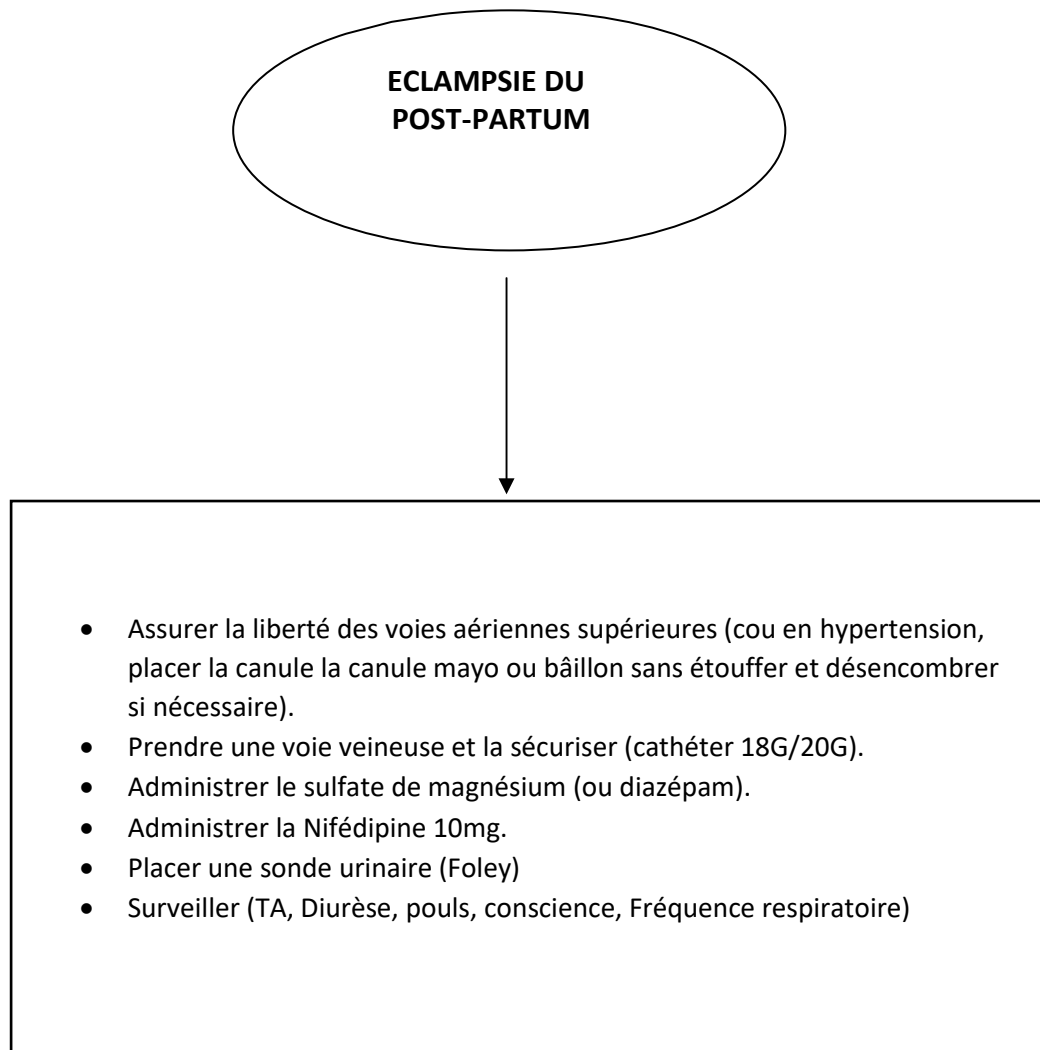 ECLAMPSIE DU
POST-PARTUM
• Assurer la liberté des voies aériennes supérieures (cou en hypertension,
placer la canule la canule mayo ou bâillon sans étouffer et désencombrer
si nécessaire).
• Prendre une voie veineuse et la sécuriser (cathéter 18G/20G).
• Administrer le sulfate de magnésium (ou diazépam).
• Administrer la Nifédipine 10mg.
• Placer une sonde urinaire (Foley)
• Surveiller (TA, Diurèse, pouls, conscience, Fréquence respiratoire)